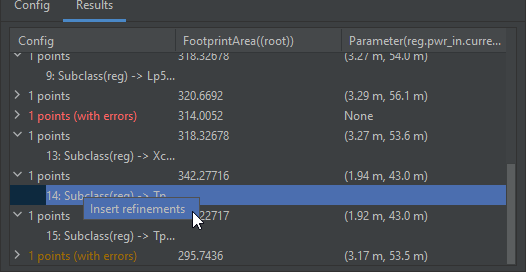 Config Results
Config FootprintArea((root)) Parameter(reg.pwr_in.curre...
1 points 318.32678 (3.27 m, 54.0 m)
9: Subclass(reg) -> Lp5...
1 points 320.6692 (3.29 m, 56.1 m)
1 points (with errors) 314.0052 None
1 points 318.32678 (3.27 m, 53.6 m)
13: Subclass(reg) -> Xc...
1 points 342.27716 (1.94 m, 43.0 m)
14: Subclass(reg) -> Tp...
Insert refinements
1 points .22717 (1.92 m, 43.0 m)
15: Subclass(reg) -> Tp...
1 points (with errors) 295.7436 (3.17 m, 53.5 m)